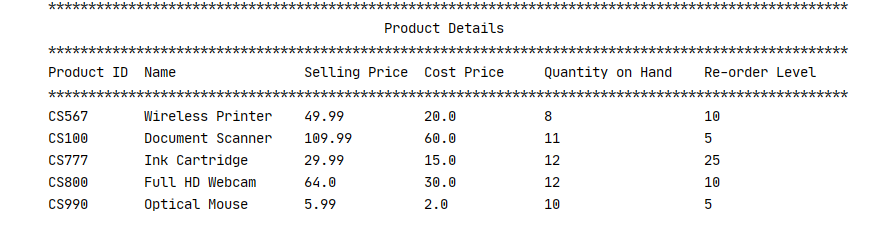 ****************************************************************************************************
Product Details
****************************************************************************************************
Product ID  Name                Selling Price  Cost Price     Quantity on Hand    Re-order Level
****************************************************************************************************
CS567       Wireless Printer    49.99          20.0           8                   10
CS100       Document Scanner    109.99         60.0           11                  5
CS777       Ink Cartridge       29.99          15.0           12                  25
CS800       Full HD Webcam      64.0           30.0           12                  10
CS990       Optical Mouse       5.99           2.0            10                  5